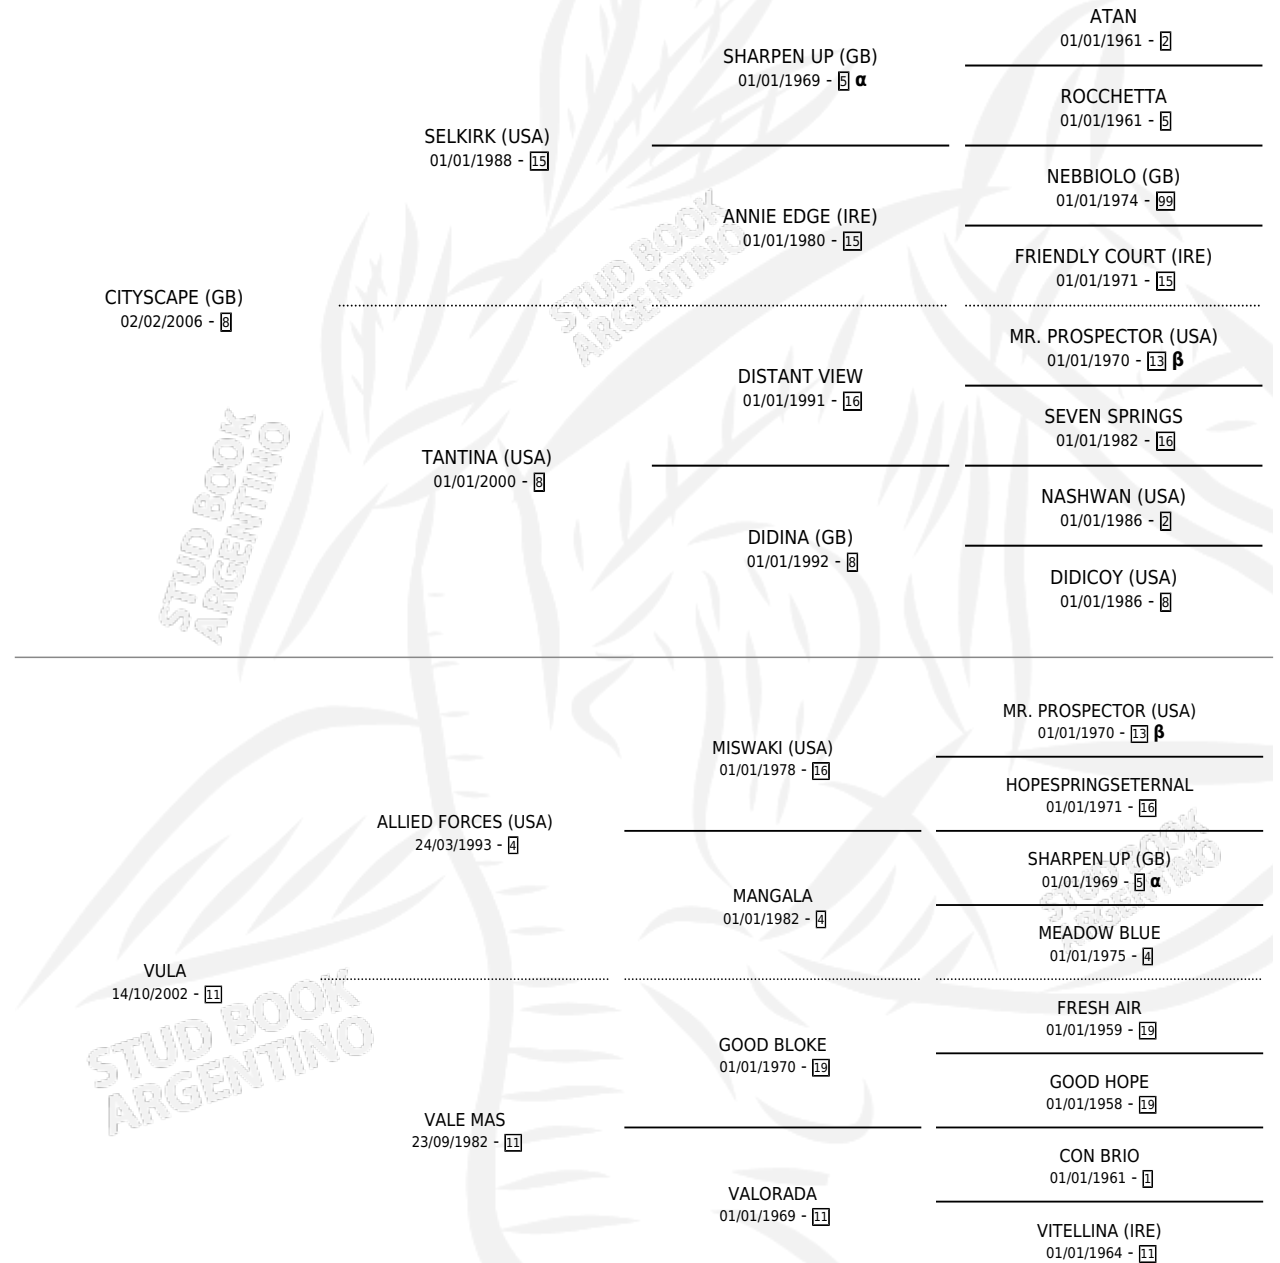 ATAN
01/01/1961 - 2
SHARPEN UP (GB)
01/01/1969 - 5 α
ROCCHETTA
01/01/1961 - 5
SELKIRK (USA)
01/01/1988 - 15
NEBBIOLO (GB)
01/01/1974 - 99
ANNIE EDGE (IRE)
01/01/1980 - 15
FRIENDLY COURT (IRE)
01/01/1971 - 15
CITYSCAPE (GB)
02/02/2006 - 8
MR. PROSPECTOR (USA)
01/01/1970 - 13 β
DISTANT VIEW
01/01/1991 - 16
SEVEN SPRINGS
01/01/1982 - 16
TANTINA (USA)
01/01/2000 - 8
NASHWAN (USA)
01/01/1986 - 2
DIDINA (GB)
01/01/1992 - 8
DIDICOY (USA)
01/01/1986 - 8
MR. PROSPECTOR (USA)
01/01/1970 - 13 β
MISWAKI (USA)
01/01/1978 - 16
HOPESPRINGSETERNAL
01/01/1971 - 16
ALLIED FORCES (USA)
24/03/1993 - 4
SHARPEN UP (GB)
01/01/1969 - 5 α
MANGALA
01/01/1982 - 4
MEADOW BLUE
01/01/1975 - 4
VULA
14/10/2002 - 11
FRESH AIR
01/01/1959 - 19
GOOD BLOKE
01/01/1970 - 19
GOOD HOPE
01/01/1958 - 19
VALE MAS
23/09/1982 - 11
CON BRIO
01/01/1961 - 1
VALORADA
01/01/1969 - 11
VITELLINA (IRE)
01/01/1964 - 11
STUD BOOK
ARGENTINO
STUD BOOK
ARGENTINO
STUD BOOK
ARGENTINO
STUD BOOK
ARGENTINO